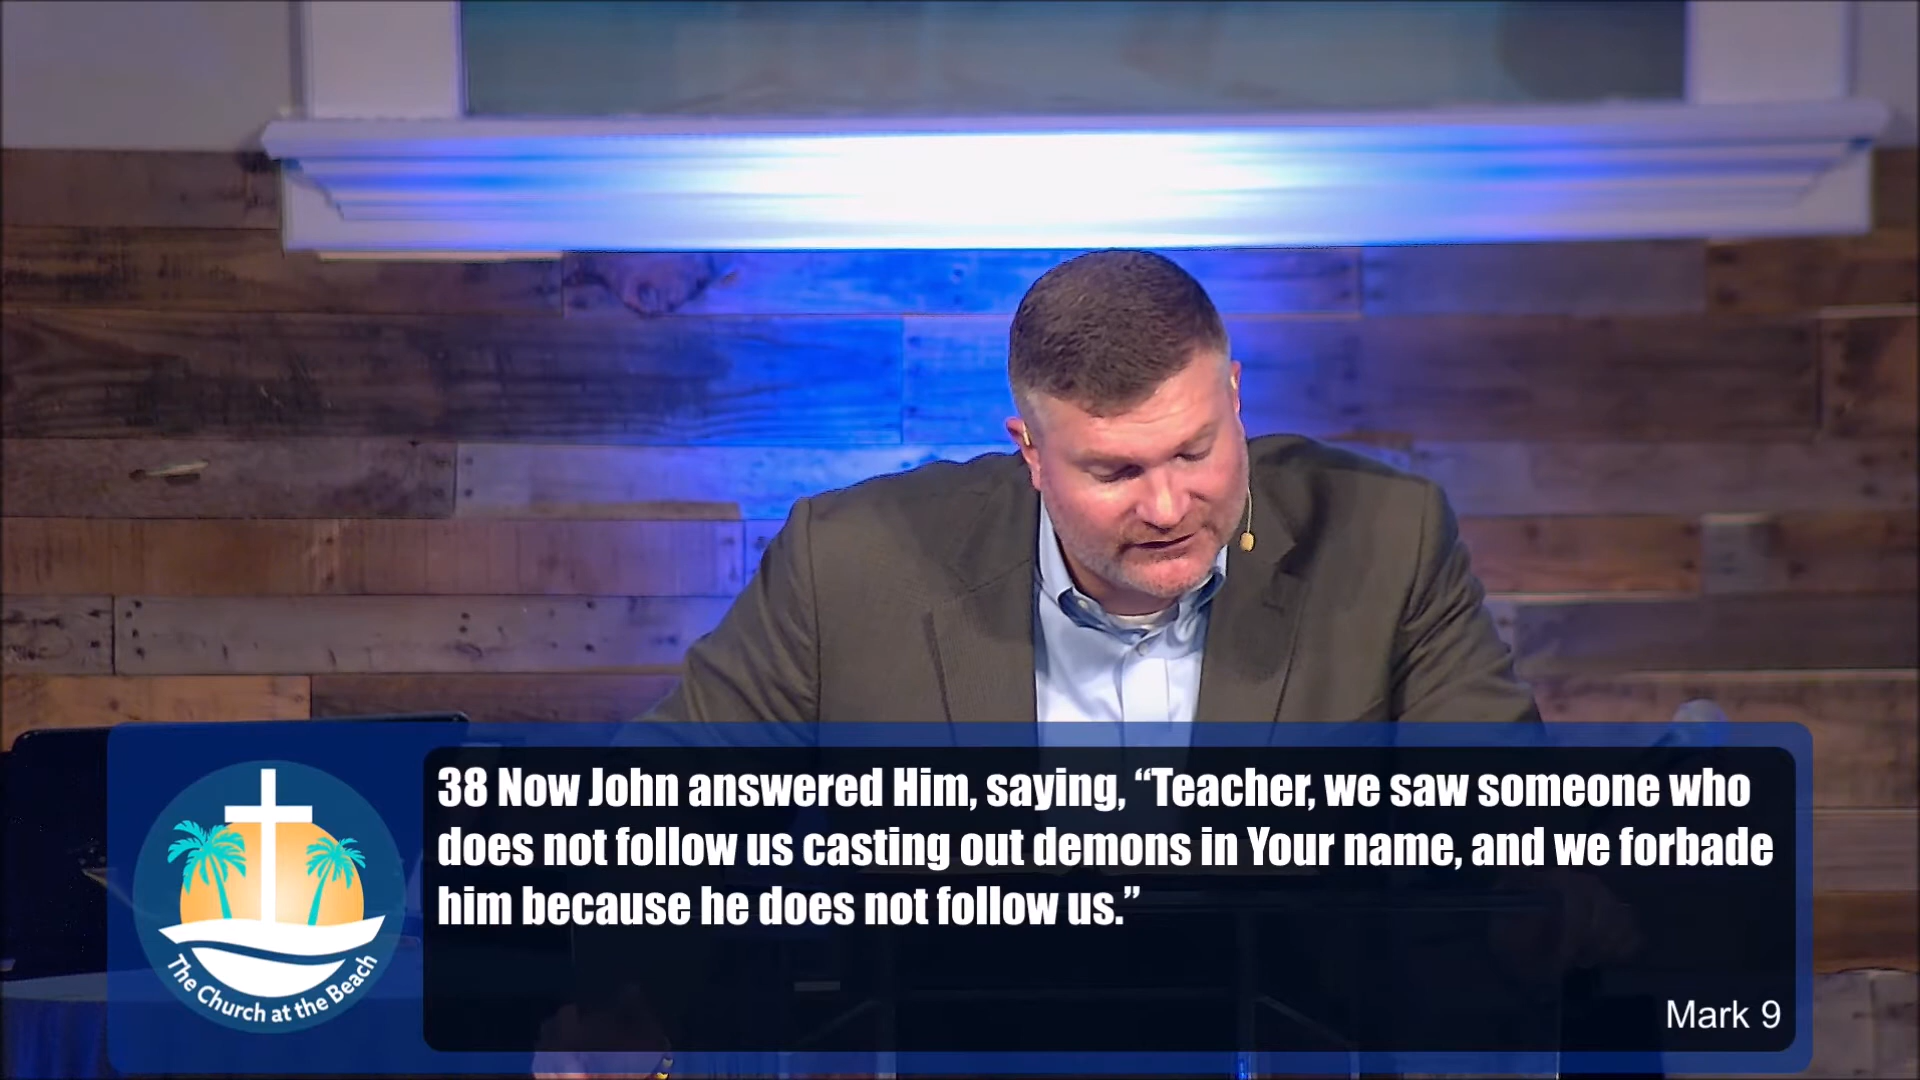 38 Now John answered Him, saying, “Teacher, we saw someone who
does not follow us casting out demons in Your name, and we forbade
him because he does not follow us.”
Mark 9
The Church at the Beach